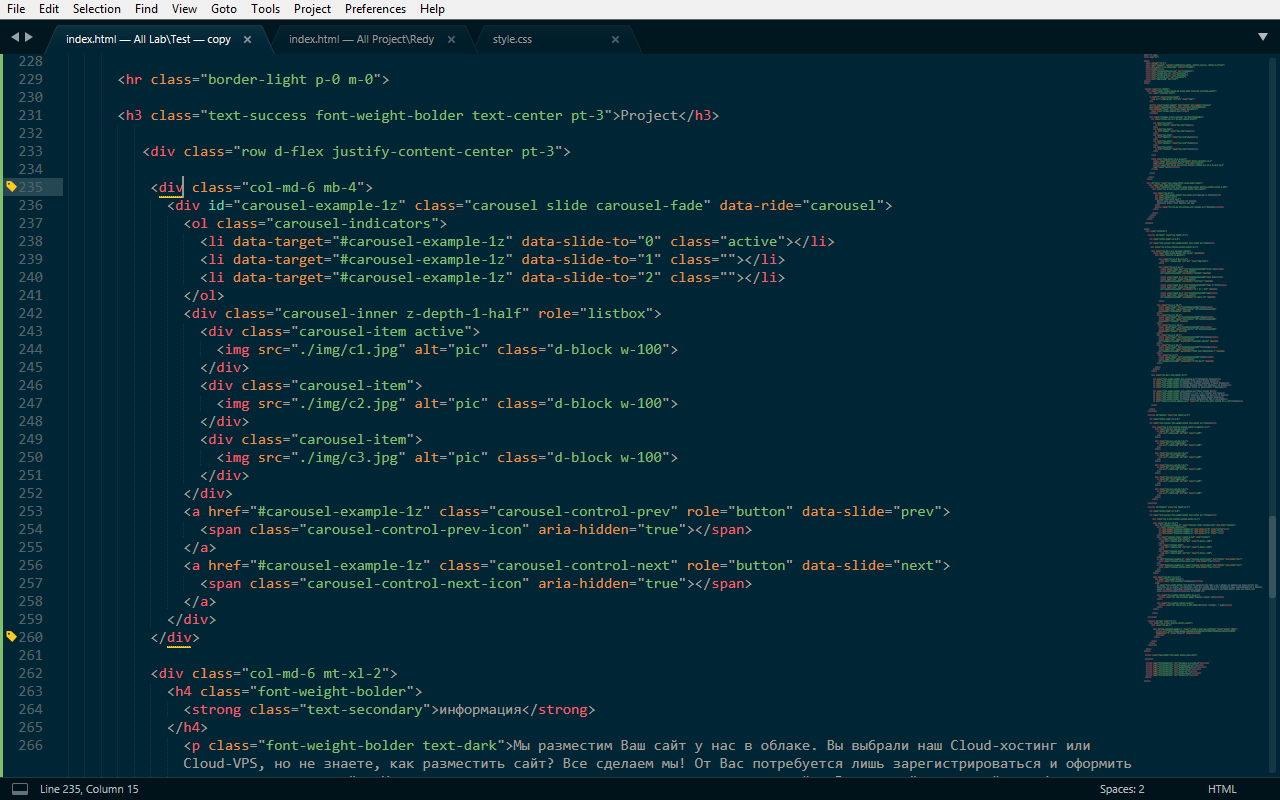 File Edit Selection Find View Goto Tools Project Preferences Help
index.html — All Lab\Test — copy × index.html — All Project\Redy × style.css ×
228
229 <hr class="border-light p-0 m-0">
230
231 <h3 class="text-success font-weight-bolder text-center pt-3">Project</h3>
232
233 <div class="row d-flex justify-content-center pt-3">
234
235 <div class="col-md-6 mb-4">
236 <div id="carousel-example-1z" class="carousel slide carousel-fade" data-ride="carousel">
237 <ol class="carousel-indicators">
238 <li data-target="#carousel-example-1z" data-slide-to="0" class="active"></li>
239 <li data-target="#carousel-example-1z" data-slide-to="1" class=""></li>
240 <li data-target="#carousel-example-1z" data-slide-to="2" class=""></li>
241 </ol>
242 <div class="carousel-inner z-depth-1-half" role="listbox">
243 <div class="carousel-item active">
244 <img src="./img/c1.jpg" alt="pic" class="d-block w-100">
245 </div>
246 <div class="carousel-item">
247 <img src="./img/c2.jpg" alt="pic" class="d-block w-100">
248 </div>
249 <div class="carousel-item">
250 <img src="./img/c3.jpg" alt="pic" class="d-block w-100">
251 </div>
252 </div>
253 <a href="#carousel-example-1z" class="carousel-control-prev" role="button" data-slide="prev">
254 <span class="carousel-control-prev-icon" aria-hidden="true"></span>
255 </a>
256 <a href="#carousel-example-1z" class="carousel-control-next" role="button" data-slide="next">
257 <span class="carousel-control-next-icon" aria-hidden="true"></span>
258 </a>
259 </div>
260 </div>
261
262 <div class="col-md-6 mt-xl-2">
263 <h4 class="font-weight-bolder">
264 <strong class="text-secondary">информация</strong>
265 </h4>
266 <p class="font-weight-bolder text-dark">Мы разместим Ваш сайт у нас в облаке. Вы выбрали наш Cloud-хостинг или
Cloud-VPS, но не знаете, как разместить сайт? Все сделаем мы! От Вас потребуется лишь зарегистрироваться и оформить
Line 235, Column 15 Spaces: 2 HTML